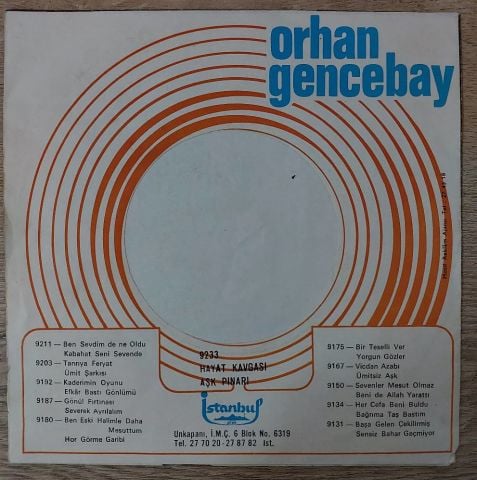 orhan
gencebay
9211 — Ben Sevdim de ne Oldu
Kabahat Seni Sevende
9203 — Tanrıya Feryat
Ümit Şarkısı
9192 — Kaderimin Oyunu
Efkâr Bastı Gönlümü
9187 — Gönül Fırtınası
Severek Ayrılalım
9180 — Ben Eski Halimle Daha
Mesuttum
Hor Görme Garibi
9233
HAYAT KAVGASI
AŞK PINARI
istanbul
Unkapanı, İ.M.Ç. 6 Blok No. 6319
Tel. 27 70 20 - 27 87 82 ist.
9175 — Bir Teselli Ver
Yorgun Gözler
9167 — Vicdan Azabı
Ümitsiz Aşk
9150 — Sevenler Mesut Olmaz
Beni de Allah Yarattı
9134 — Her Cefa Beni Buldu
Bağrıma Taş Bastım
9131 — Başa Gelen Çekilirmiş
Sensiz Bahar Geçmiyor